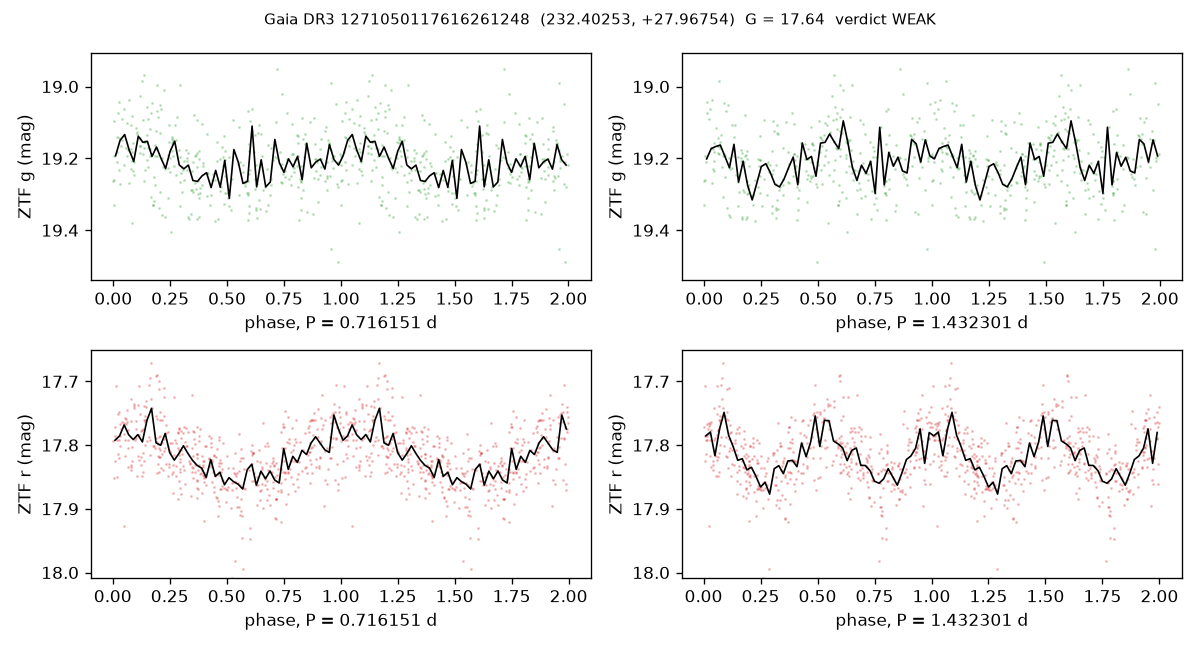 Gaia DR3 1271050117616261248 (232.40253, +27.96754) G = 17.64 verdict WEAK
ZTF g (mag)
19.0
19.2
19.4
0.00 0.25 0.50 0.75 1.00 1.25 1.50 1.75 2.00
phase, P = 0.716151 d
ZTF g (mag)
19.0
19.2
19.4
0.00 0.25 0.50 0.75 1.00 1.25 1.50 1.75 2.00
phase, P = 1.432301 d
ZTF r (mag)
17.7
17.8
17.9
18.0
0.00 0.25 0.50 0.75 1.00 1.25 1.50 1.75 2.00
phase, P = 0.716151 d
ZTF r (mag)
17.7
17.8
17.9
18.0
0.00 0.25 0.50 0.75 1.00 1.25 1.50 1.75 2.00
phase, P = 1.432301 d